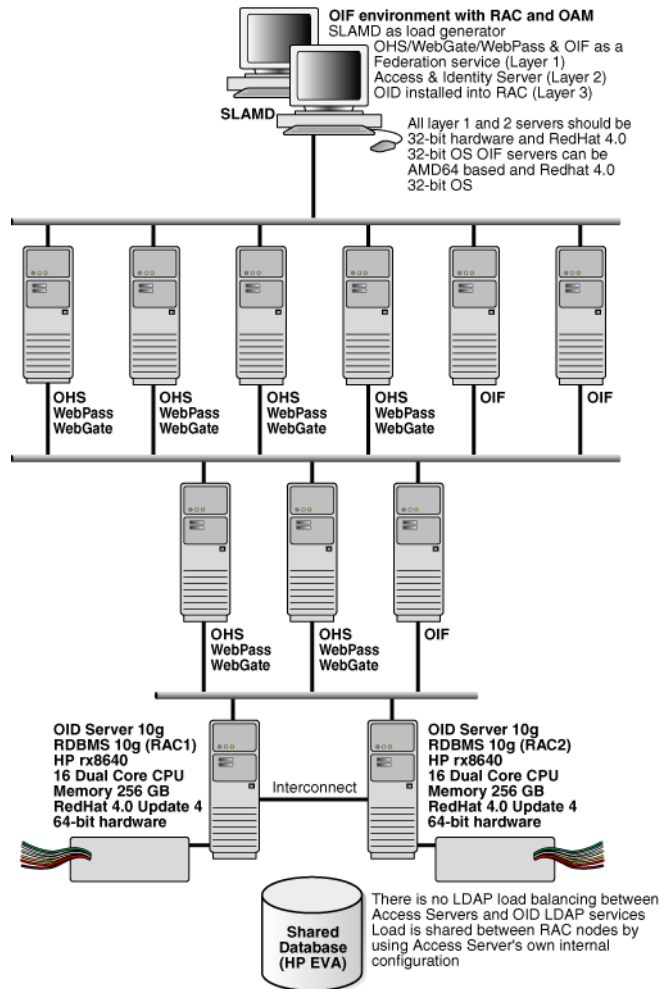 OIF environment with RAC and OAM
SLAMD as load generator
OHS/WebGate/WebPass & OIF as a
Federation service (Layer 1)
Access & Identity Server (Layer 2)
OID installed into RAC (Layer 3)
SLAMD
All layer 1 and 2 servers should be
32-bit hardware and RedHat 4.0
32-bit OS OIF servers can be
AMD64 based and Redhat 4.0
32-bit OS
OHS
WebPass
WebGate
OHS
WebPass
WebGate
OHS
WebPass
WebGate
OHS
WebPass
WebGate
OIF
OIF
OHS
WebPass
WebGate
OHS
WebPass
WebGate
OIF
OID Server 10g
RDBMS 10g (RAC1)
HP rx8640
16 Dual Core CPU
Memory 256 GB
RedHat 4.0 Update 4
64-bit hardware
Interconnect
OID Server 10g
RDBMS 10g (RAC2)
HP rx8640
16 Dual Core CPU
Memory 256 GB
RedHat 4.0 Update 4
64-bit hardware
Shared
Database
(HP EVA)
There is no LDAP load balancing between
Access Servers and OID LDAP services
Load is shared between RAC nodes by
using Access Server's own internal
configuration